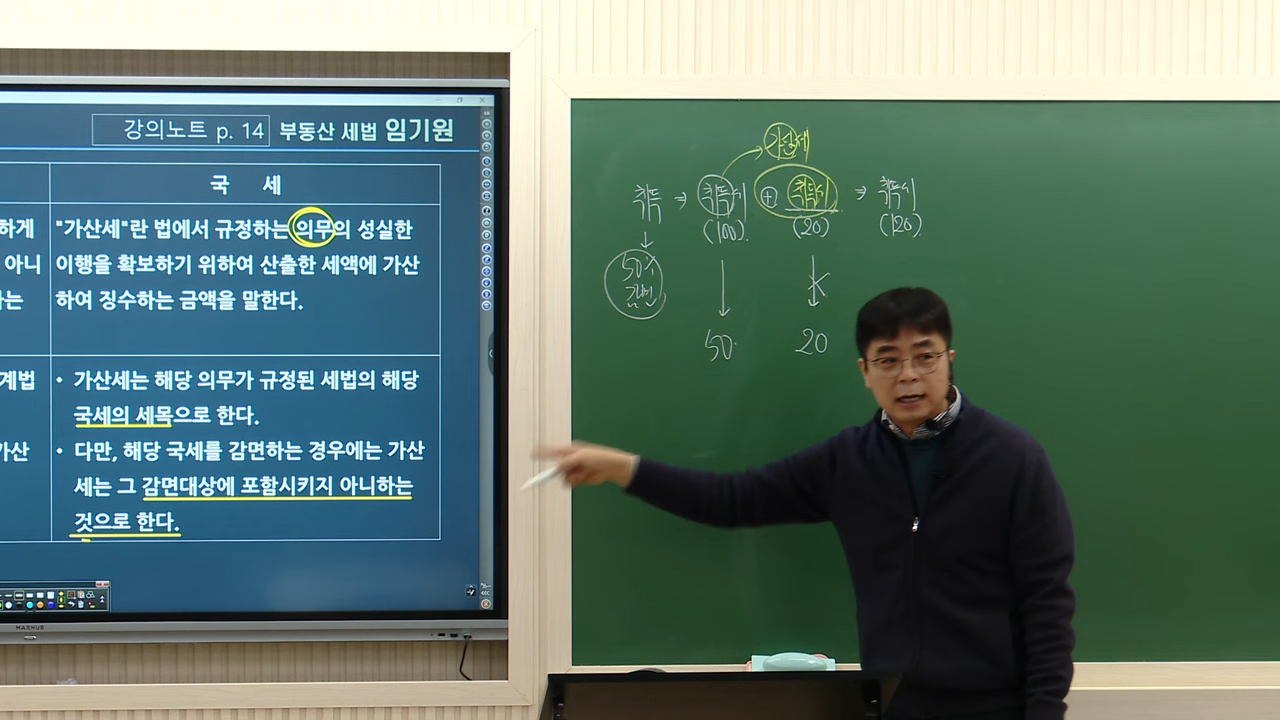 강의노트 p. 14 부동산 세법 임기원
국 세
하게
아니
는
"가산세"란 법에서 규정하는 의무의 성실한
이행을 확보하기 위하여 산출한 세액에 가산
하여 징수하는 금액을 말한다.
계법
가산
• 가산세는 해당 의무가 규정된 세법의 해당
국세의 세목으로 한다.
• 다만, 해당 국세를 감면하는 경우에는 가산
세는 그 감면대상에 포함시키지 아니하는
것으로 한다.
MAXHUB
가산세
취득 ⇒ 취득세 ⊕ 취득세 ⇒ 취득세
(100) (20) (120)
50%
감면
50 20